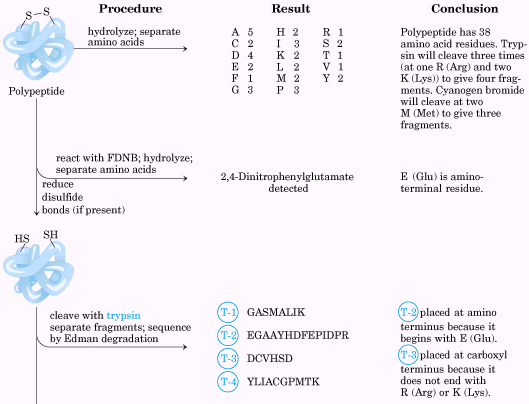 Procedure Result Conclusion
S S
hydrolyze; separate
amino acids
A 5 H 2 R 1
C 2 I 3 S 2
D 4 K 2 T 1
E 2 L 2 V 1
F 1 M 2 Y 2
G 3 P 3
Polypeptide has 38
amino acid residues. Tryp-
sin will cleave three times
(at one R (Arg) and two
K (Lys)) to give four frag-
ments. Cyanogen bromide
will cleave at two
M (Met) to give three
fragments.
Polypeptide
react with FDNB; hydrolyze;
separate amino acids
2,4-Dinitrophenylglutamate
detected
E (Glu) is amino-
terminal residue.
reduce
disulfide
bonds (if present)
HS SH
cleave with trypsin
separate fragments; sequence
by Edman degradation
T-1 GASMALIK
T-2 EGAAYHDFEPIDPR
T-3 DCVHSD
T-4 YLIACGPMTK
T-2 placed at amino
terminus because it
begins with E (Glu).
T-3 placed at carboxyl
terminus because it
does not end with
R (Arg) or K (Lys).